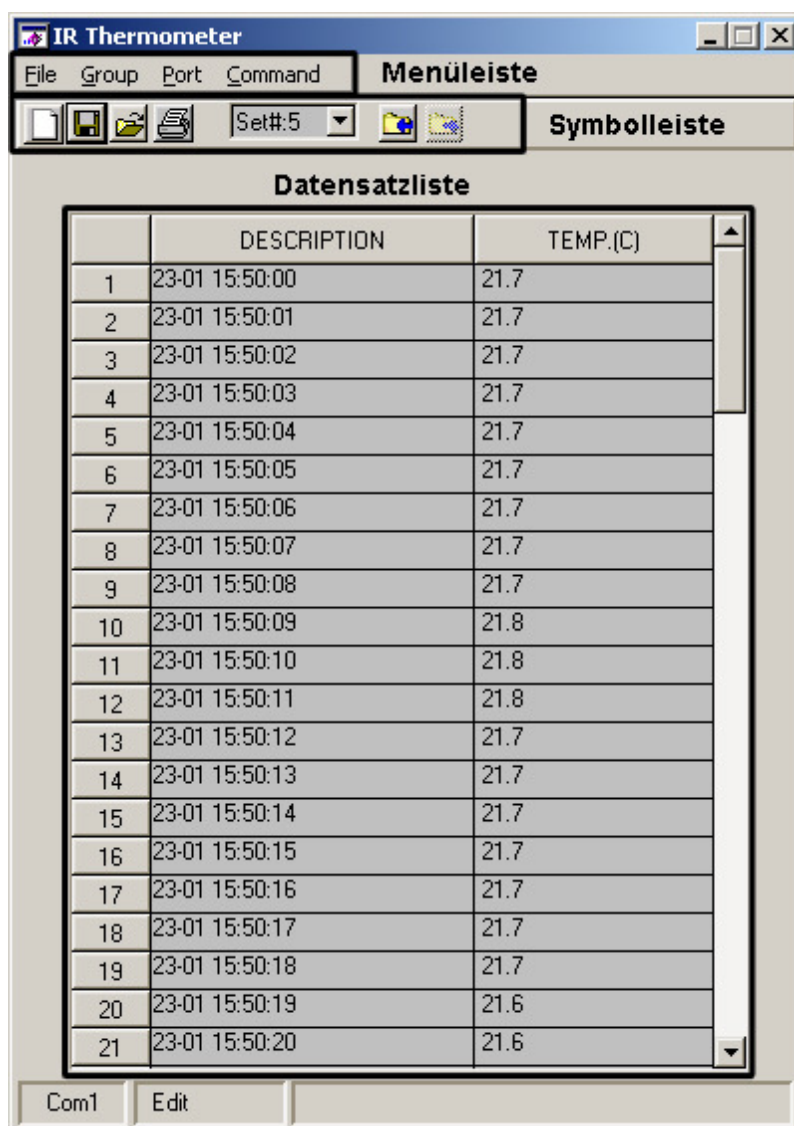 IR Thermometer
File Group Port Command Menüleiste
Set#:5 Symbolleiste
Datensatzliste
DESCRIPTION TEMP.(C)
1 23-01 15:50:00 21.7
2 23-01 15:50:01 21.7
3 23-01 15:50:02 21.7
4 23-01 15:50:03 21.7
5 23-01 15:50:04 21.7
6 23-01 15:50:05 21.7
7 23-01 15:50:06 21.7
8 23-01 15:50:07 21.7
9 23-01 15:50:08 21.7
10 23-01 15:50:09 21.8
11 23-01 15:50:10 21.8
12 23-01 15:50:11 21.8
13 23-01 15:50:12 21.7
14 23-01 15:50:13 21.7
15 23-01 15:50:14 21.7
16 23-01 15:50:15 21.7
17 23-01 15:50:16 21.7
18 23-01 15:50:17 21.7
19 23-01 15:50:18 21.7
20 23-01 15:50:19 21.6
21 23-01 15:50:20 21.6
Com1 Edit